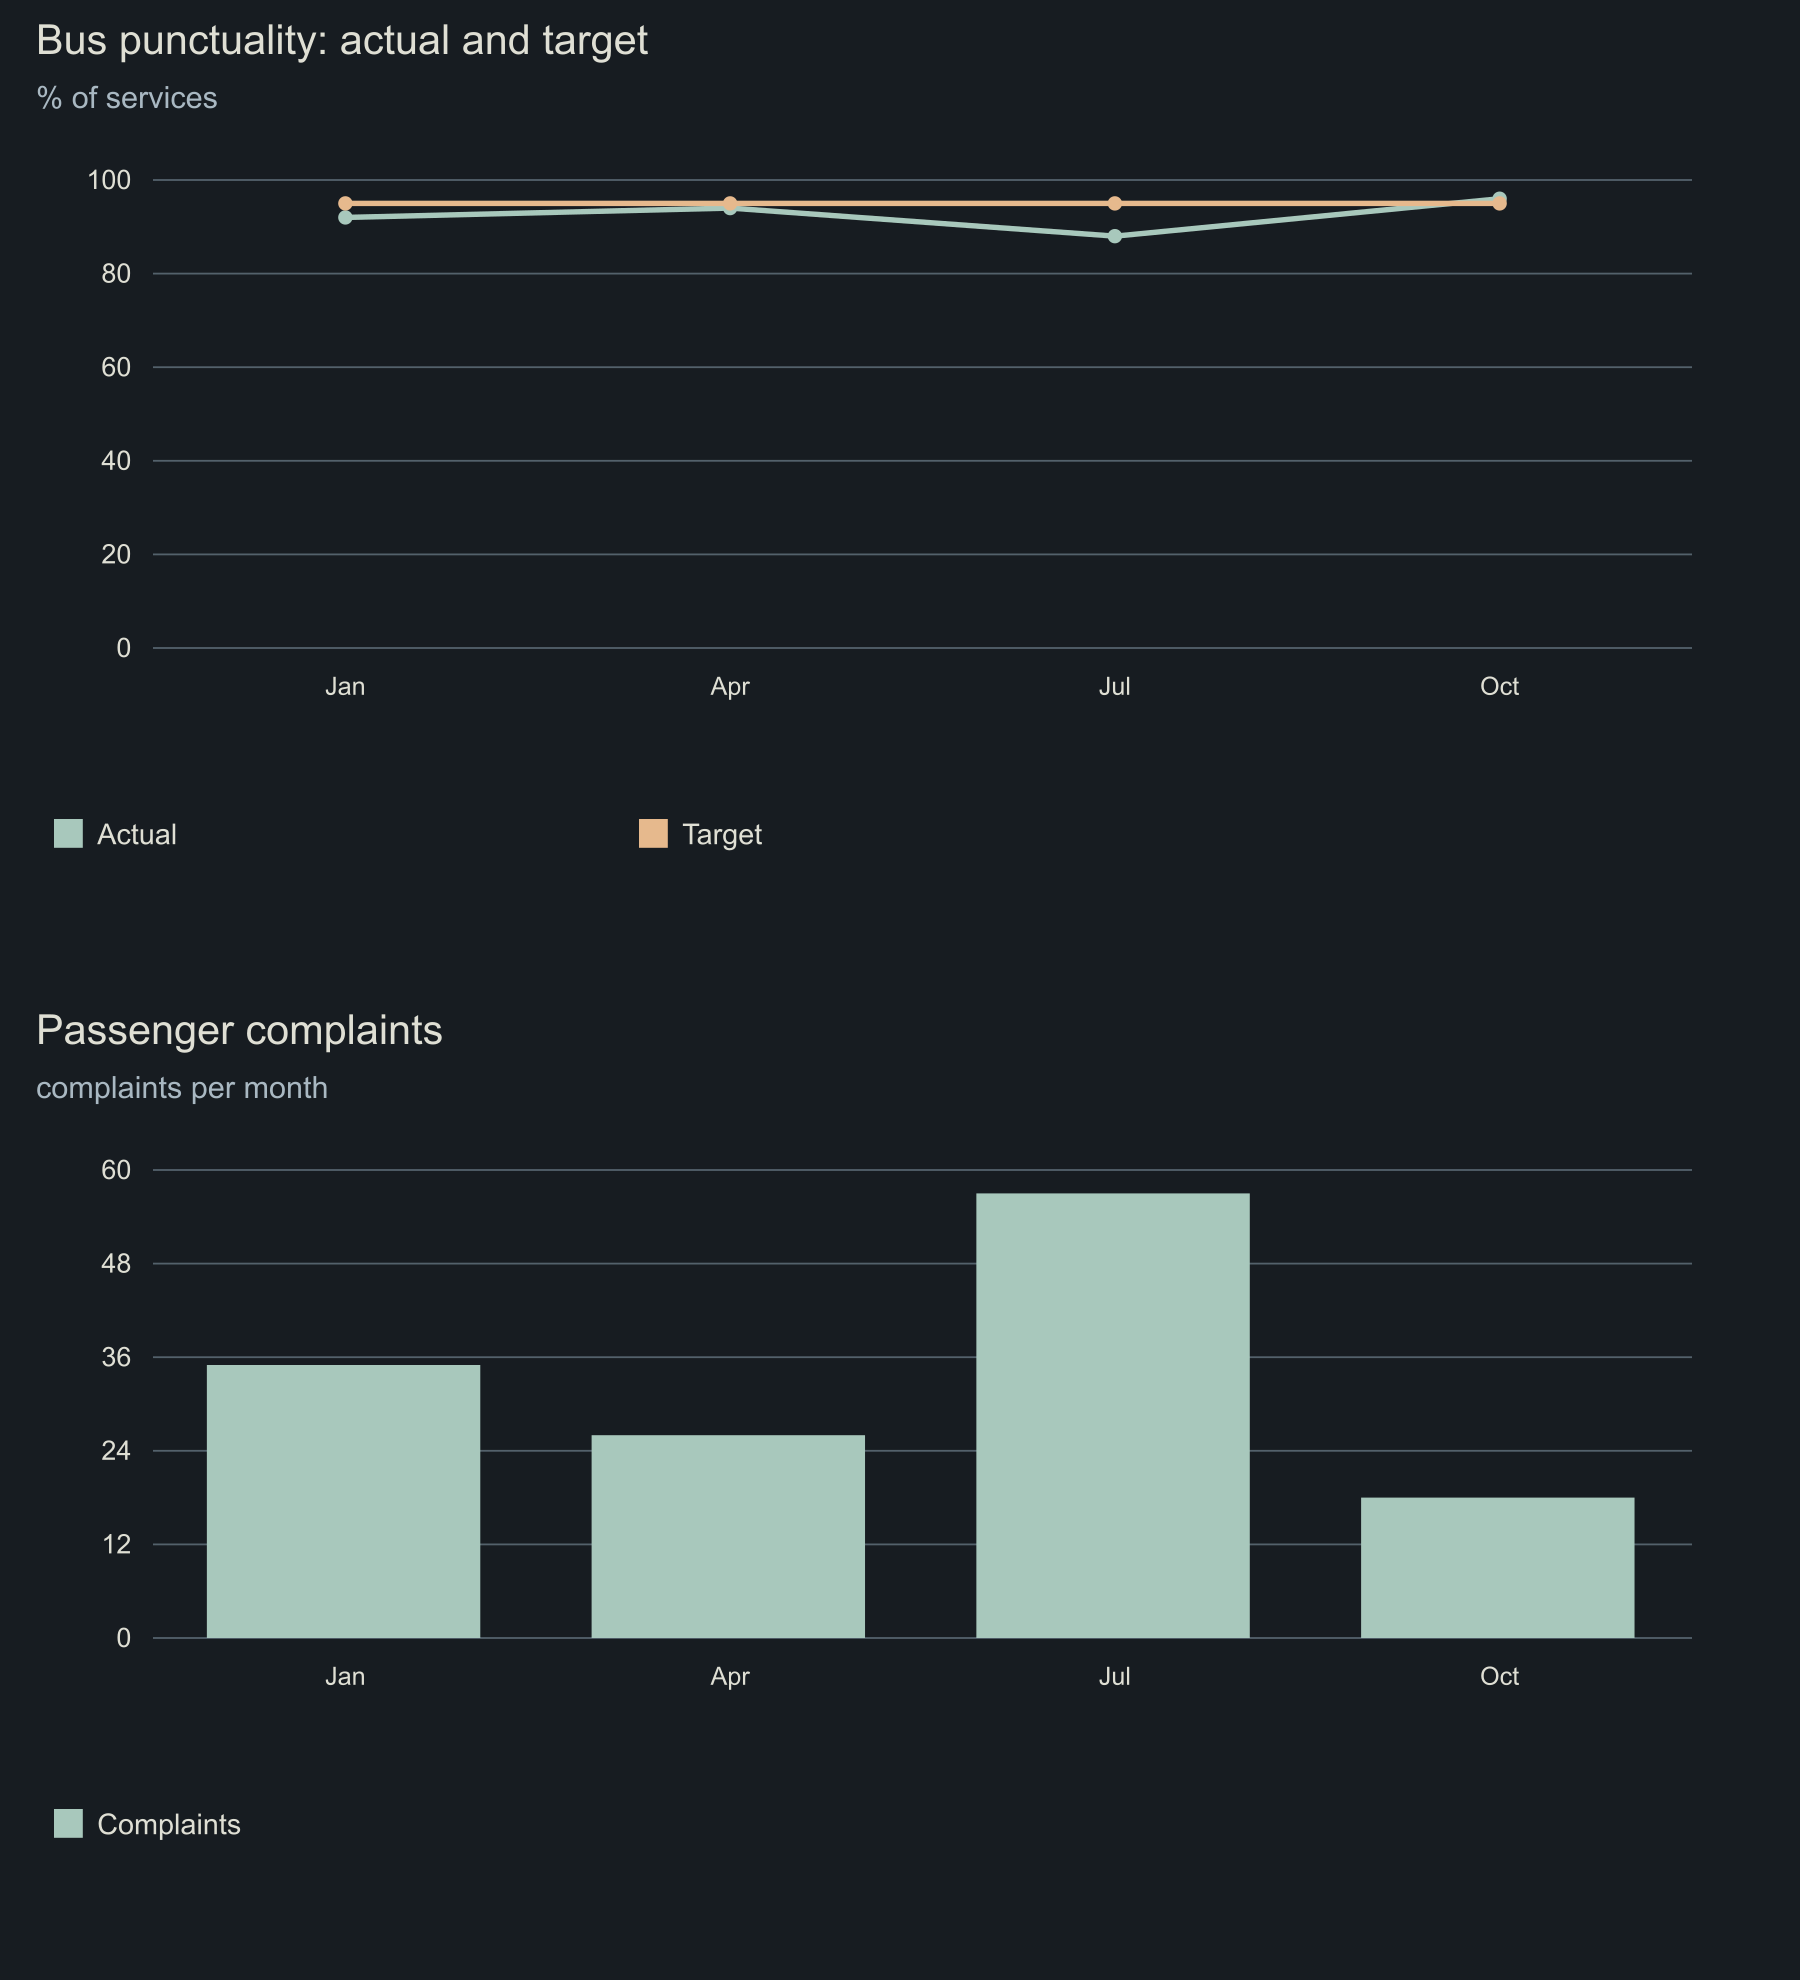 Bus punctuality: actual and target
% of services
100
80
60
40
20
0
Jan Apr Jul Oct
Actual Target
Passenger complaints
complaints per month
60
48
36
24
12
0
Jan Apr Jul Oct
Complaints